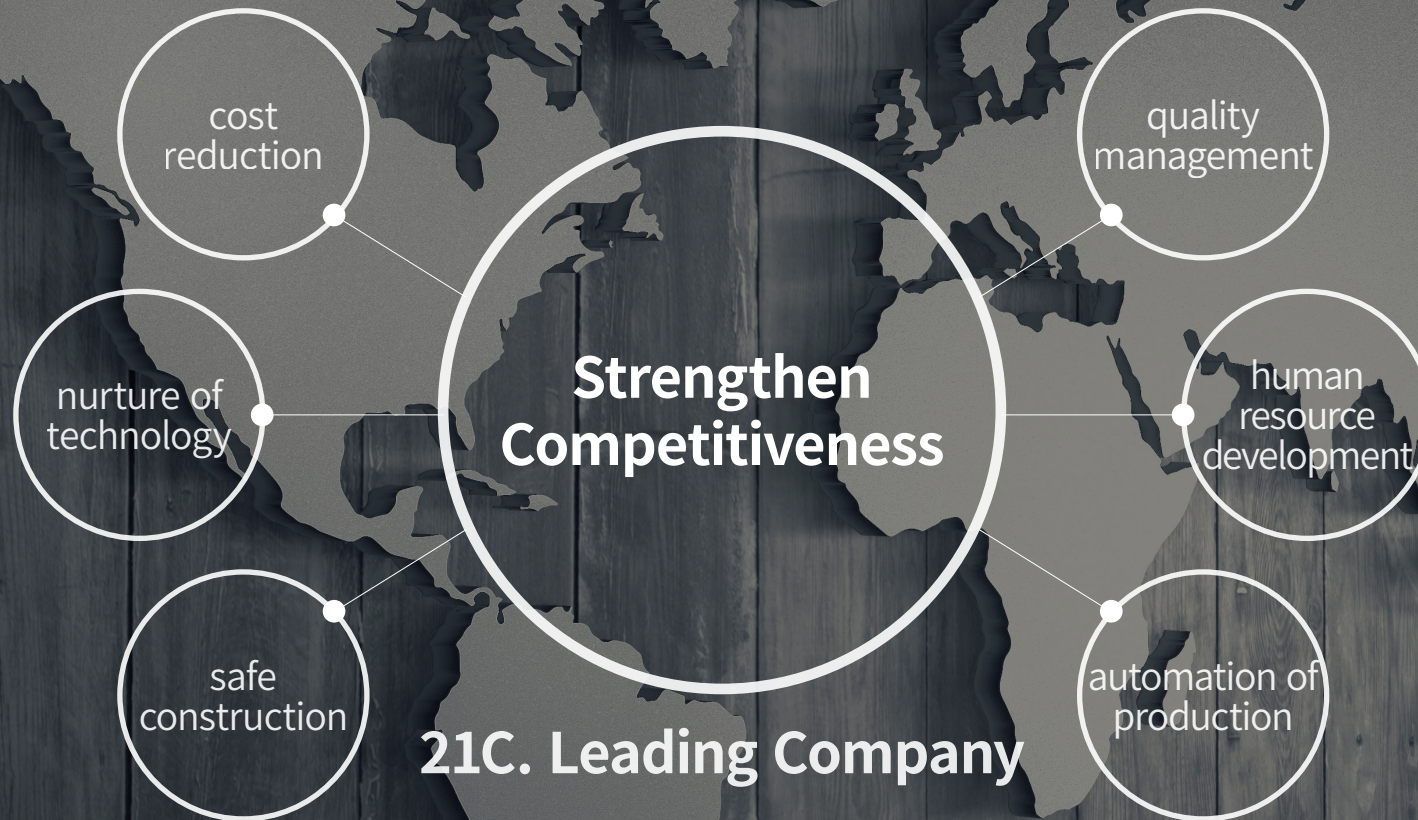 cost
reduction
quality
management
nurture of
technology
Strengthen
Competitiveness
human
resource
development
safe
construction
automation of
production
21C. Leading Company